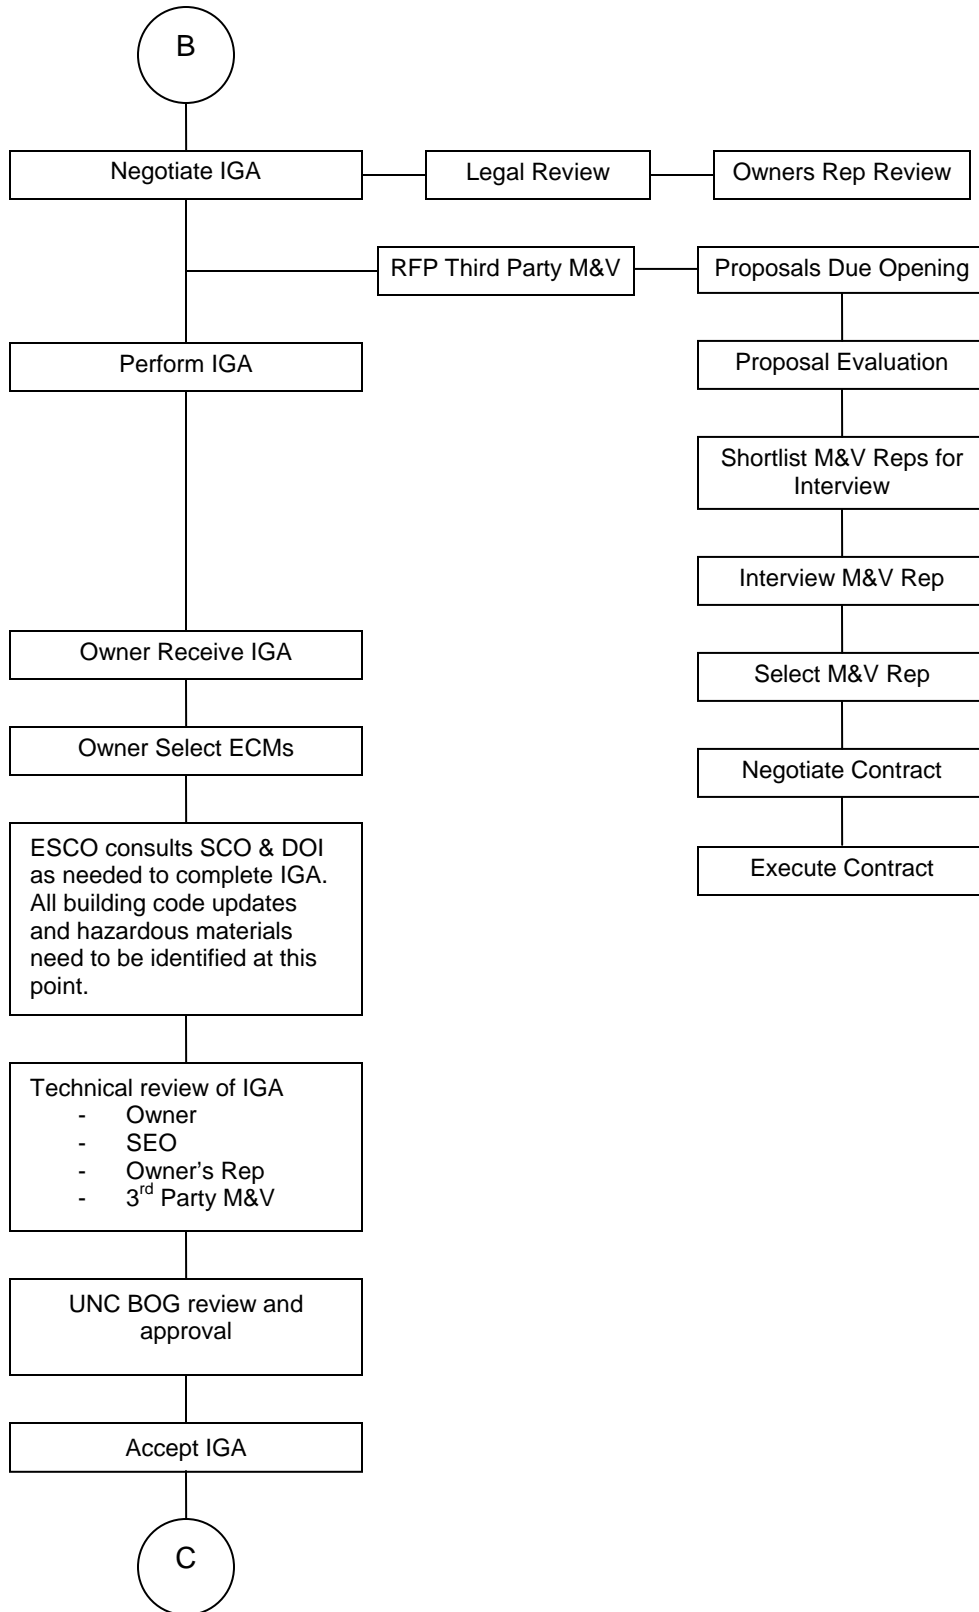 B
Negotiate IGA
Legal Review
Owners Rep Review
RFP Third Party M&V
Proposals Due Opening
Perform IGA
Proposal Evaluation
Shortlist M&V Reps for
Interview
Interview M&V Rep
Owner Receive IGA
Select M&V Rep
Owner Select ECMs
Negotiate Contract
ESCO consults SCO & DOI
as needed to complete IGA.
All building code updates
and hazardous materials
need to be identified at this
point.
Execute Contract
Technical review of IGA
- Owner
- SEO
- Owner’s Rep
- 3rd Party M&V
UNC BOG review and
approval
Accept IGA
C